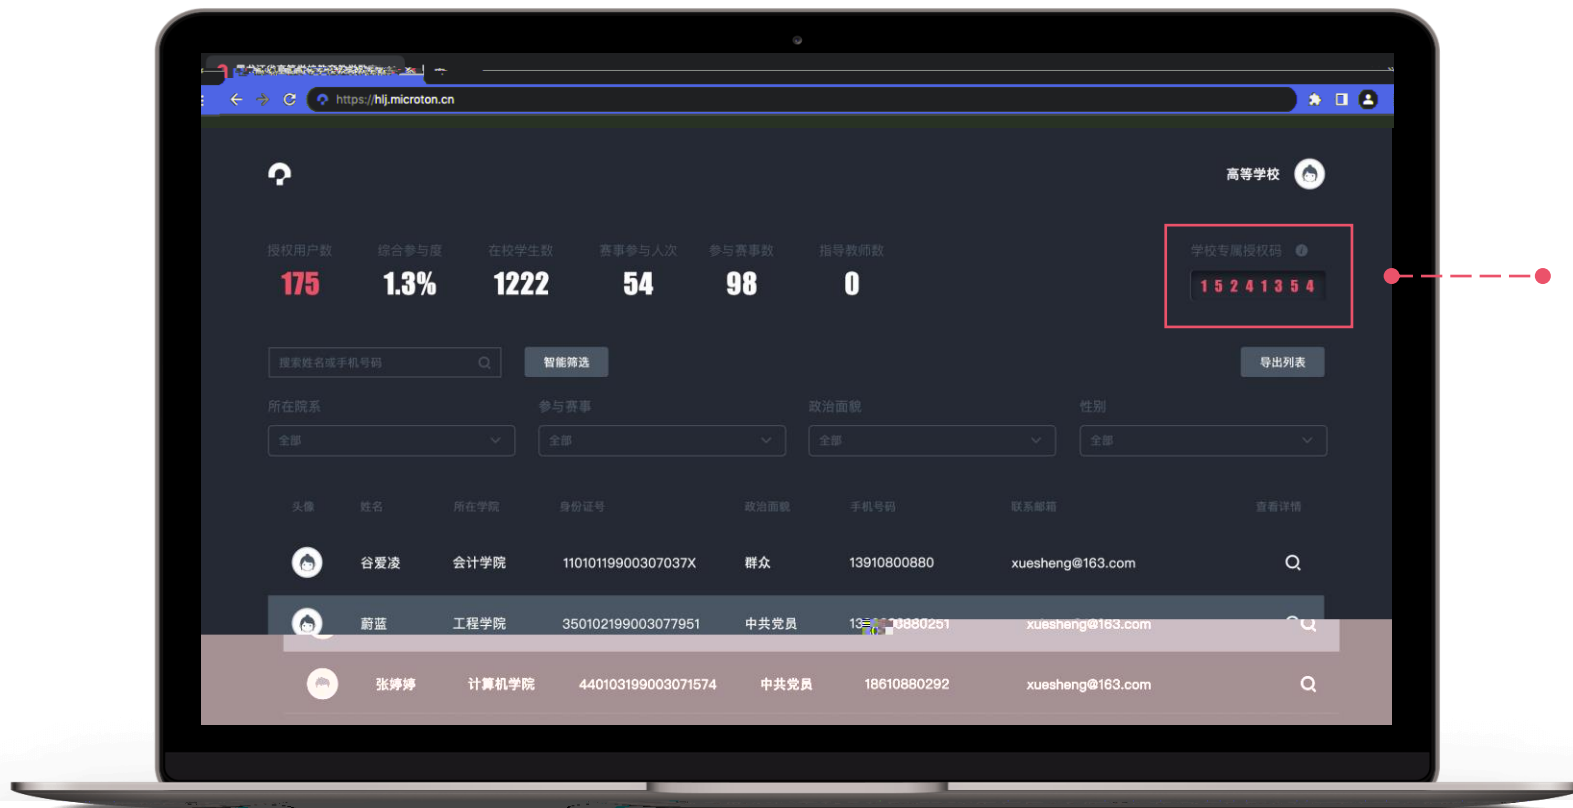 https://hlj.microton.cn
高等学校
授权用户数 综合参与度 在校学生数 赛事参与人次 参与赛事数 指导教师数 学校专属授权码
175 1.3% 1222 54 98 0 15241354
搜索姓名或手机号码 智能筛选 导出列表
所在院系 参与赛事 政治面貌 性别
全部 全部 全部 全部
头像 姓名 所在学院 身份证号 政治面貌 手机号码 联系邮箱 查看详情
谷爱凌 会计学院 11010119900307037X 群众 13910800880 xuesheng@163.com
蔚蓝 工程学院 350102199003077951 中共党员 xuesheng@163.com
张婷婷 计算机学院 440103199003071574 中共党员 18610880292 xuesheng@163.com